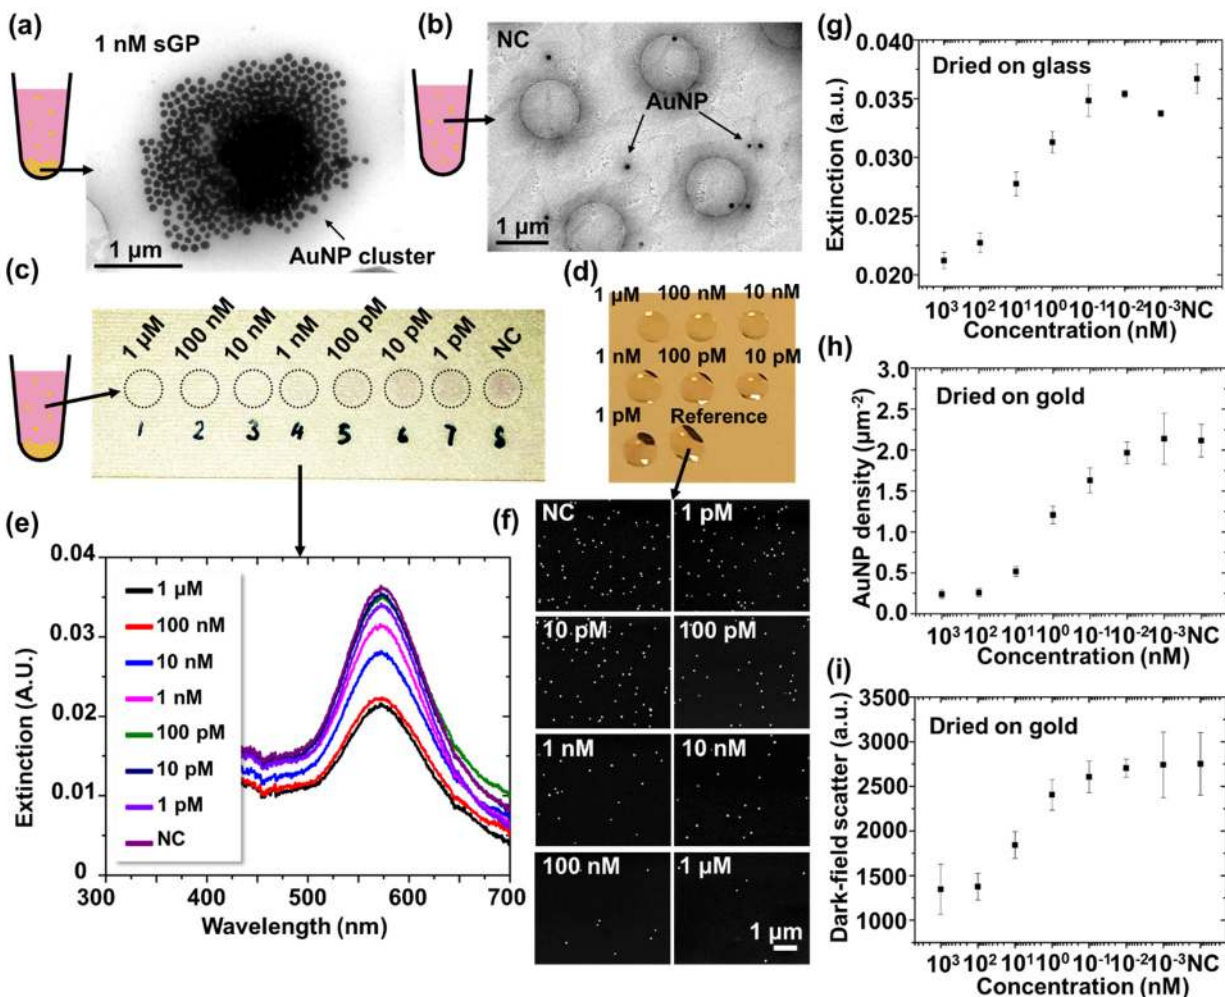 (a)
1 nM sGP
1 µm
AuNP cluster
(b)
NC
AuNP
1 µm
(c)
1 µM
100 nM
10 nM
1 nM
100 pM
10 pM
1 pM
NC
1 2 3 4 5 6 7 8
(d)
1 µM 100 nM 10 nM
1 nM 100 pM 10 pM
1 pM Reference
(e)
Extinction (A.U.)
0.04
0.03
0.02
0.01
0
1 µM
100 nM
10 nM
1 nM
100 pM
10 pM
1 pM
NC
300 400 500 600 700
Wavelength (nm)
(f)
NC 1 pM
10 pM 100 pM
1 nM 10 nM
100 nM 1 µM
1 µm
(g)
Dried on glass
Extinction (a.u.)
0.040
0.035
0.030
0.025
0.020
10³ 10² 10¹ 10⁰ 10⁻¹ 10⁻² 10⁻³ NC
Concentration (nM)
(h)
Dried on gold
AuNP density (µm⁻²)
3.0
2.5
2.0
1.5
1.0
0.5
0.0
10³ 10² 10¹ 10⁰ 10⁻¹ 10⁻² 10⁻³ NC
Concentration (nM)
(i)
Dried on gold
Dark-field scatter (a.u.)
3500
3000
2500
2000
1500
1000
10³ 10² 10¹ 10⁰ 10⁻¹ 10⁻² 10⁻³ NC
Concentration (nM)